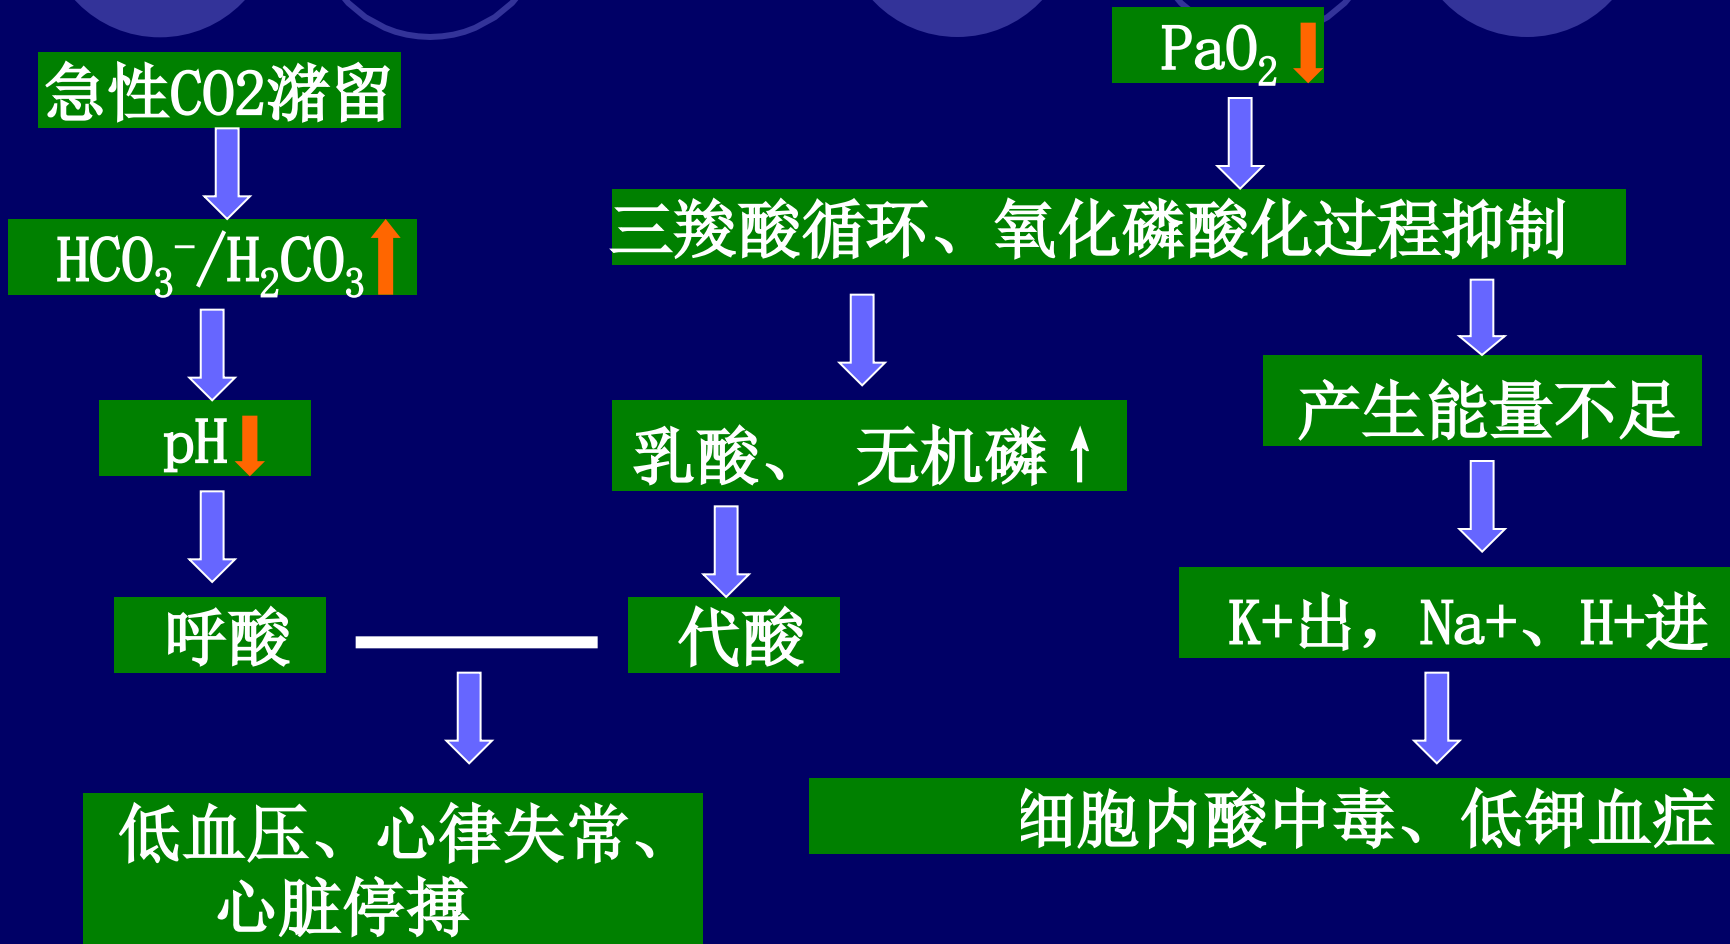 急性CO2潴留
HCO₃⁻/H₂CO₃
pH
呼酸
PaO₂
三羧酸循环、氧化磷酸化过程抑制
乳酸、 无机磷↑
代酸
产生能量不足
K+出，Na+、H+进
低血压、心律失常、
心脏停搏
细胞内酸中毒、低钾血症